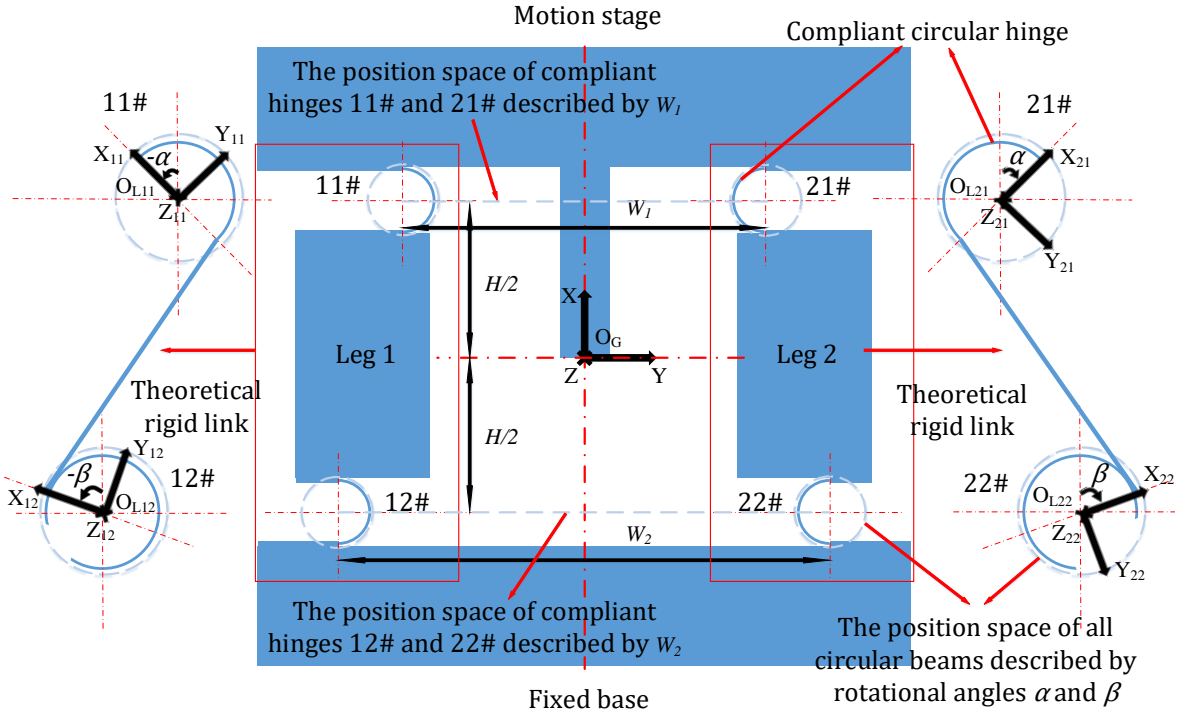 Motion stage
Compliant circular hinge
The position space of compliant
hinges 11# and 21# described by W1
11#
X11
Y11
-α
OL11
Z11
21#
X21
α
OL21
Z21
Y21
11#
21#
W1
H/2
X
OG
Z
Y
Leg 1
Leg 2
H/2
Theoretical
rigid link
Theoretical
rigid link
Y12
X12
-β
12#
OL12
Z12
12#
22#
W2
22#
X22
β
OL22
Z22
Y22
The position space of compliant
hinges 12# and 22# described by W2
The position space of all
circular beams described by
rotational angles α and β
Fixed base